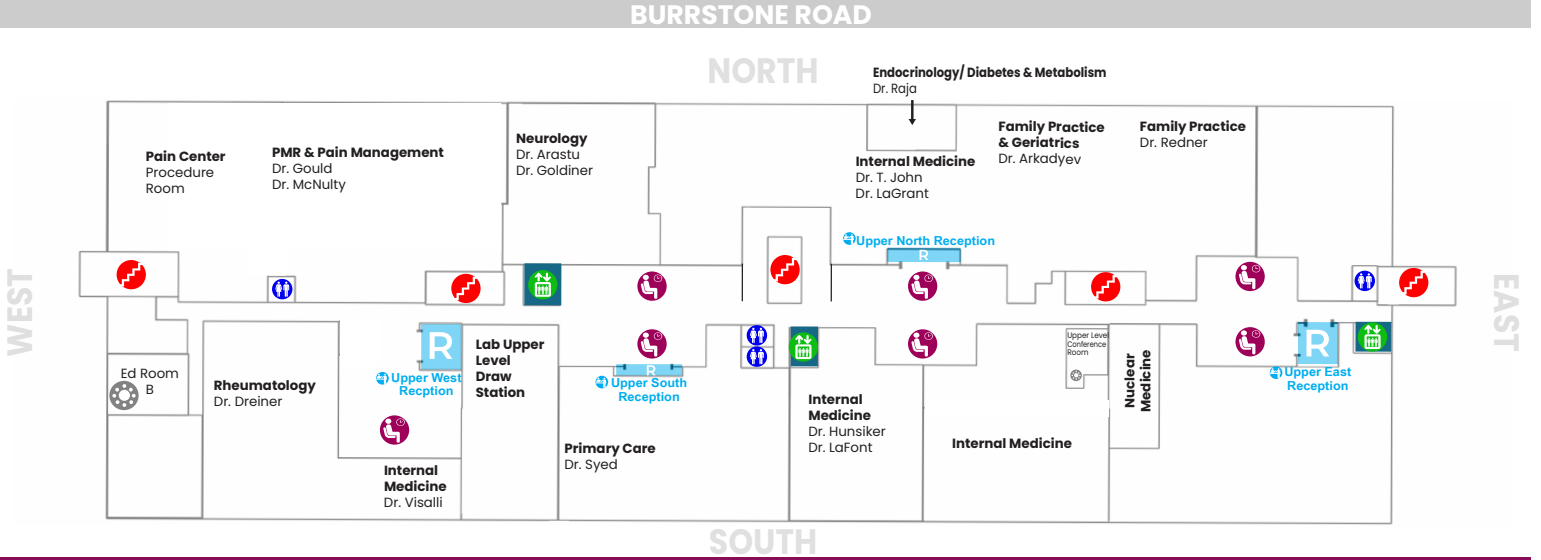 BURRSTONE ROAD
NORTH
Endocrinology/ Diabetes & Metabolism
Dr. Raja
Pain Center
Procedure
Room
PMR & Pain Management
Dr. Gould
Dr. McNulty
Neurology
Dr. Arastu
Dr. Goldiner
Internal Medicine
Dr. T. John
Dr. LaGrant
Family Practice
& Geriatrics
Dr. Arkadyev
Family Practice
Dr. Redner
Upper North Reception
R
WEST
EAST
Ed Room
B
Rheumatology
Dr. Dreiner
R
Upper West
Recption
Internal
Medicine
Dr. Visalli
Lab Upper
Level
Draw
Station
R
Upper South
Reception
Primary Care
Dr. Syed
Internal
Medicine
Dr. Hunsiker
Dr. LaFont
Internal Medicine
Upper Level
Conference
Room
Nuclear
Medicine
R
Upper East
Reception
SOUTH